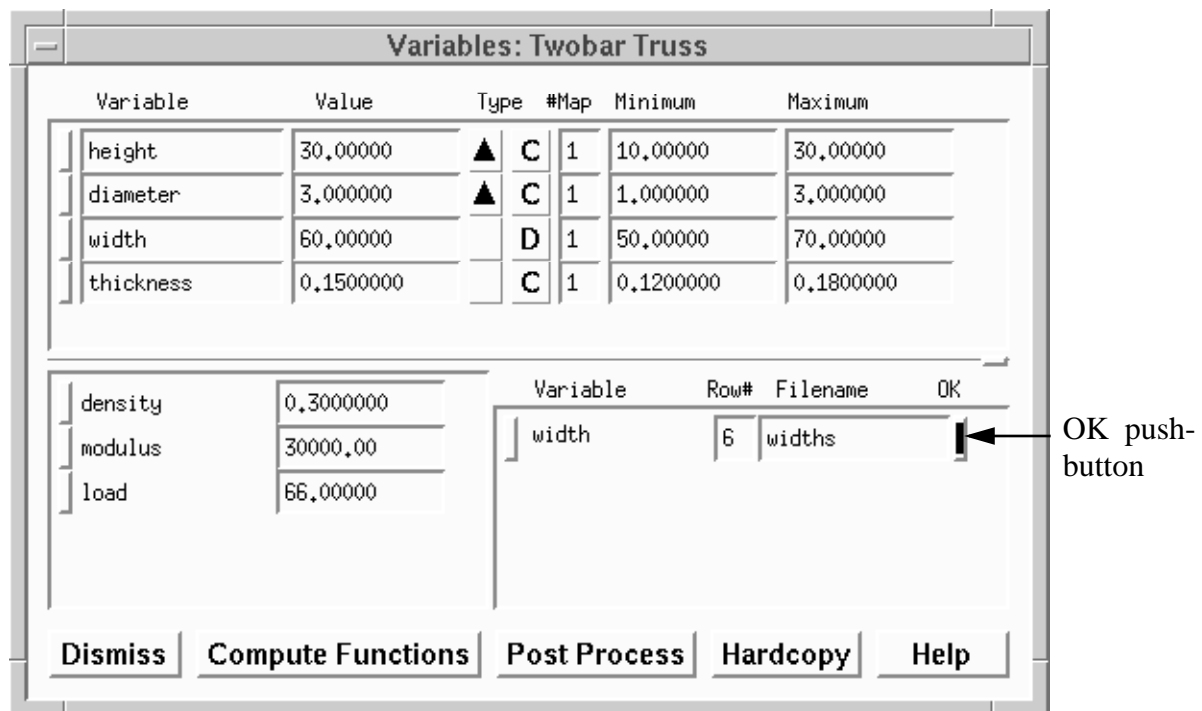 Variables: Twobar Truss
Variable Value Type #Map Minimum Maximum
height 30.00000 ▲ C 1 10.00000 30.00000
diameter 3.000000 ▲ C 1 1.000000 3.000000
width 60.00000 D 1 50.00000 70.00000
thickness 0.1500000 C 1 0.1200000 0.1800000
density 0.3000000
modulus 30000.00
load 66.00000
Variable Row# Filename OK
width 6 widths
OK push-
button
Dismiss Compute Functions Post Process Hardcopy Help